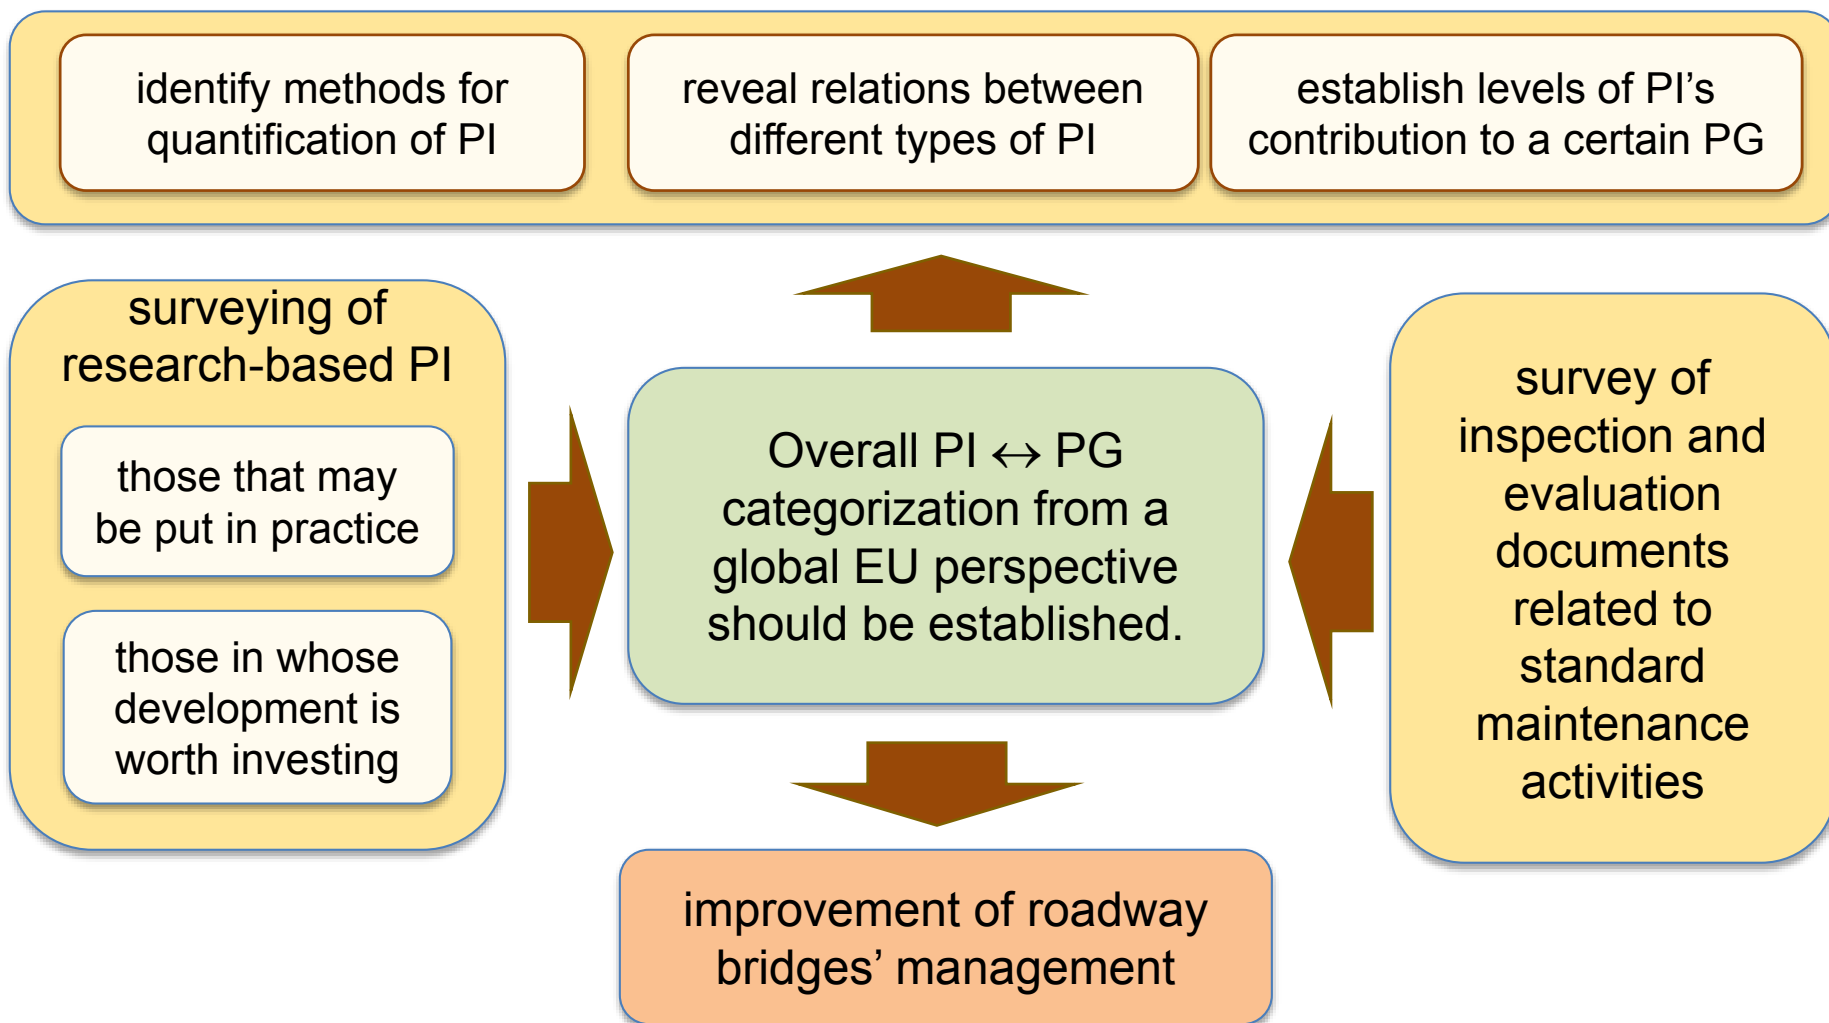 identify methods for
quantification of PI
reveal relations between
different types of PI
establish levels of PI’s
contribution to a certain PG
surveying of
research-based PI
those that may
be put in practice
those in whose
development is
worth investing
Overall PI ↔ PG
categorization from a
global EU perspective
should be established.
survey of
inspection and
evaluation
documents
related to
standard
maintenance
activities
improvement of roadway
bridges’ management